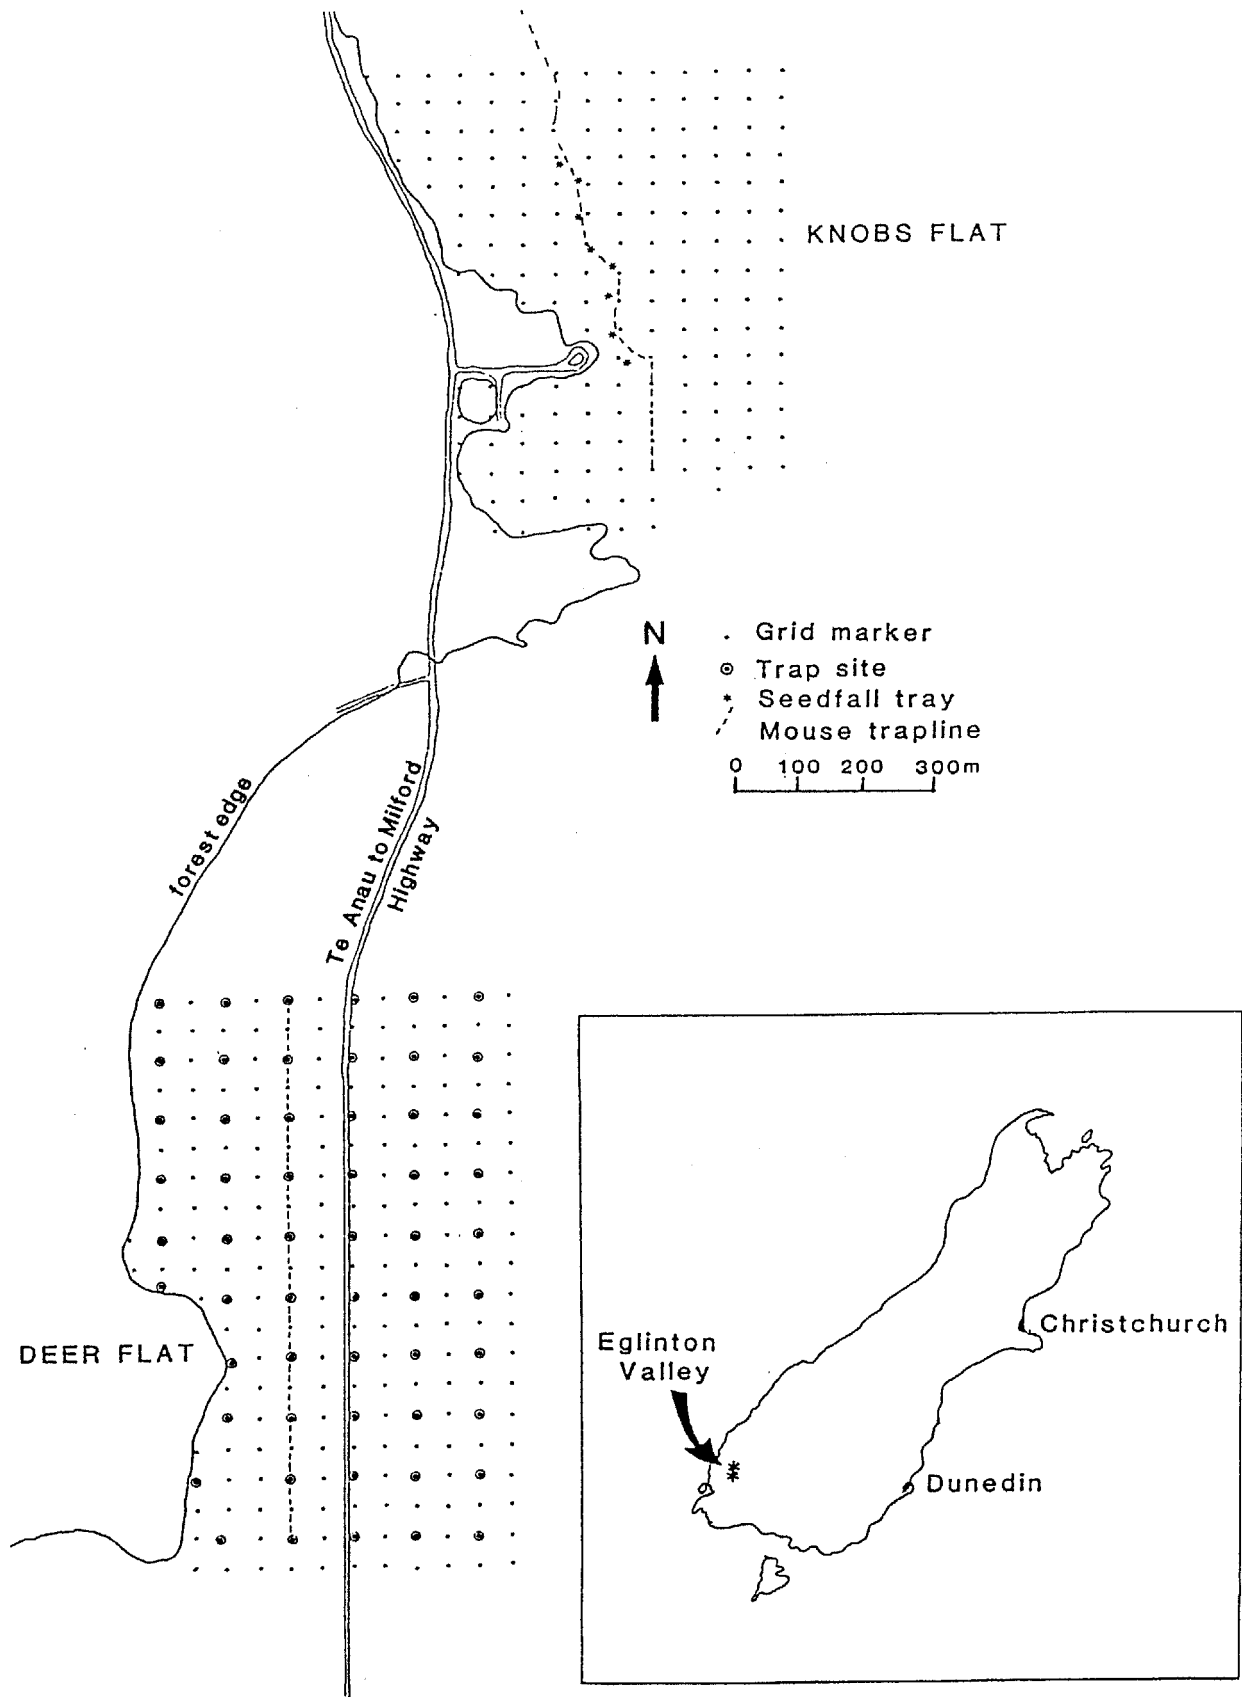 KNOBS FLAT
N
Grid marker
Trap site
Seedfall tray
Mouse trapline
0 100 200 300m
forest edge
Te Anau to Milford
Highway
DEER FLAT
Eglinton
Valley
Christchurch
Dunedin